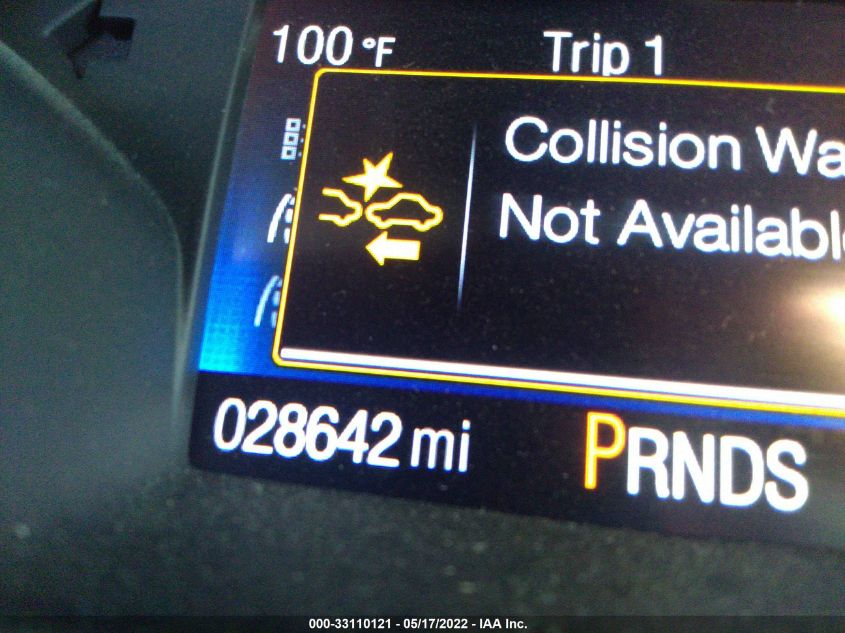 100 °F Trip 1
Collision Wa
Not Availabl
028642 mi PRNDS
000-33110121 - 05/17/2022 - IAA Inc.